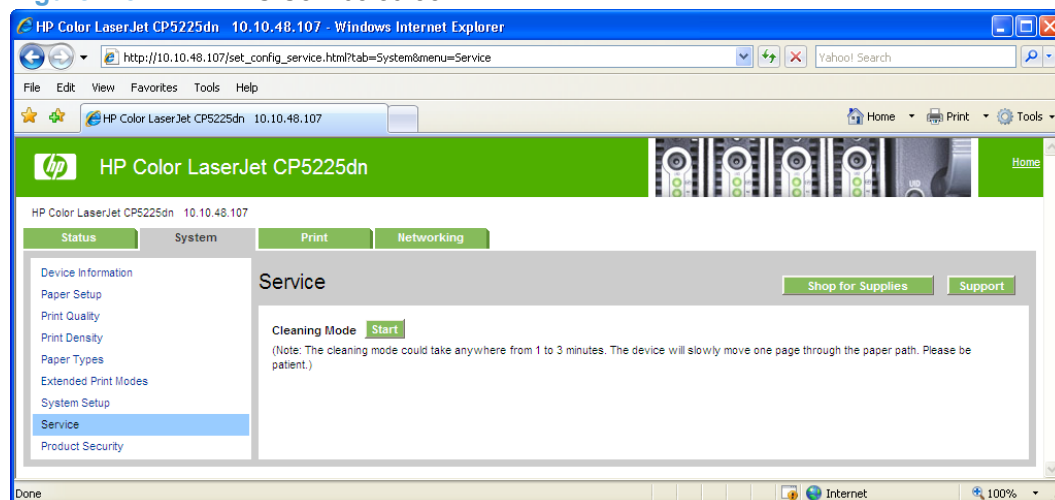 HP Color LaserJet CP5225dn 10.10.48.107 - Windows Internet Explorer
http://10.10.48.107/set_config_service.html?tab=System&menu=Service
Yahoo! Search
File Edit View Favorites Tools Help
HP Color LaserJet CP5225dn 10.10.48.107
Home Print Tools
hp HP Color LaserJet CP5225dn
Home
HP Color LaserJet CP5225dn 10.10.48.107
Status System Print Networking
Device Information
Paper Setup
Print Quality
Print Density
Paper Types
Extended Print Modes
System Setup
Service
Product Security
Service
Shop for Supplies Support
Cleaning Mode Start
(Note: The cleaning mode could take anywhere from 1 to 3 minutes. The device will slowly move one page through the paper path. Please be
patient.)
Done
Internet 100%